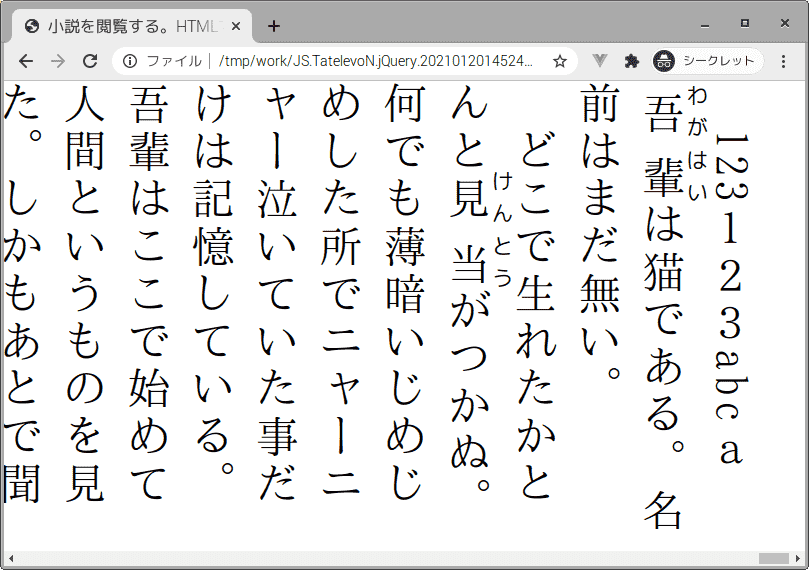 小説を閲覧する。HTML
ファイル
/tmp/work/JS.TatelevoN.jQuery.2021012014524...
シークレット
123１２３ａｂｃａ
わがはい
吾輩は猫である。名
前はまだ無い。
どこで生れたかと
けんとう
んと見当がつかぬ。
何でも薄暗いじめじ
めした所でニャーニ
ャー泣いていた事だ
けは記憶している。
吾輩はここで始めて
人間というものを見
た。しかもあとで聞